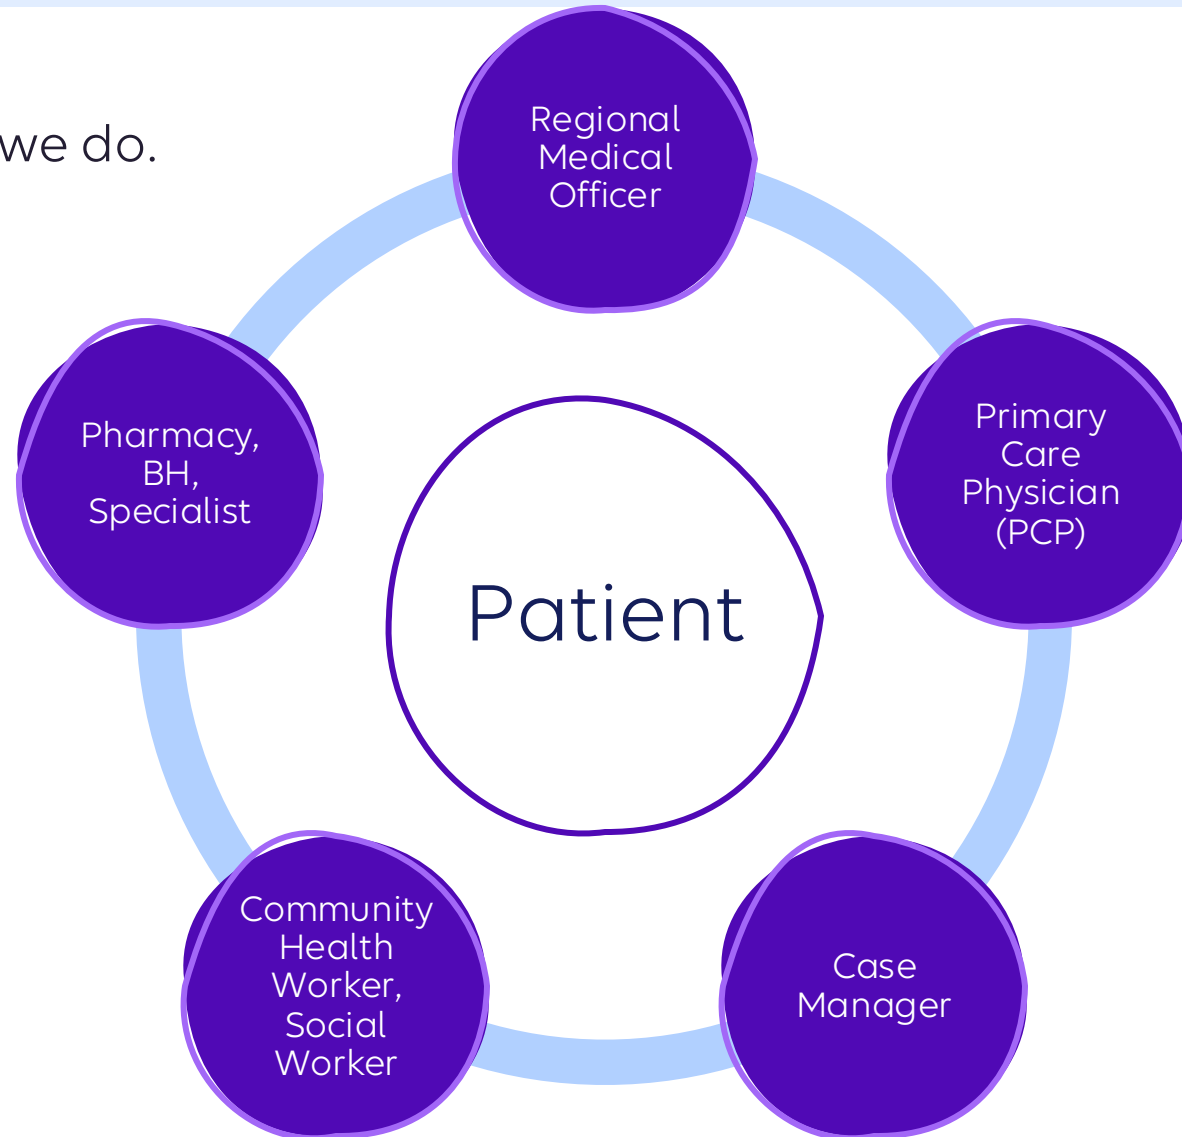 we do.
Regional
Medical
Officer
Primary
Care
Physician
(PCP)
Pharmacy,
BH,
Specialist
Patient
Community
Health
Worker,
Social
Worker
Case
Manager